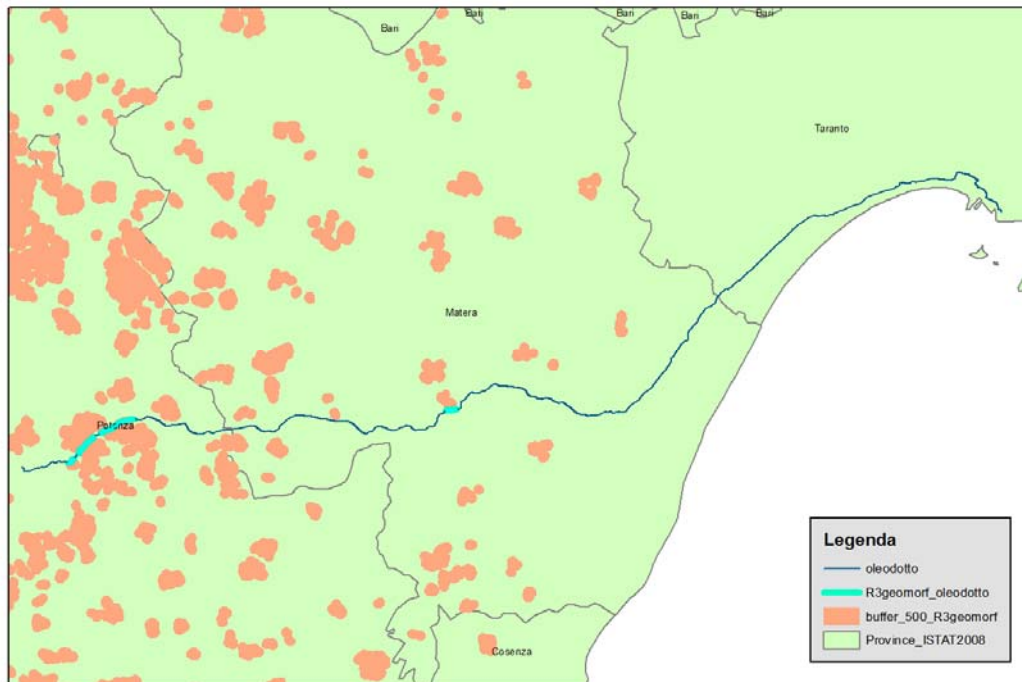 Bari
Bari
Bari
Bari
Bari
Taranto
Matera
Potenza
Cosenza
Legenda
oleodotto
R3geomorf_oleodotto
buffer_500_R3geomorf
Province_ISTAT2008